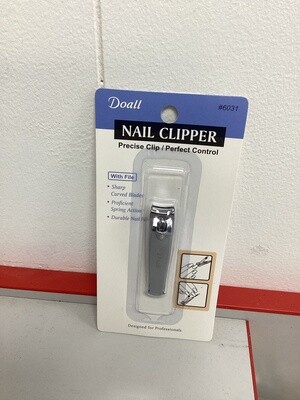 Doall
#6031
NAIL CLIPPER
Precise Clip / Perfect Control
With File
• Sharp
Curved Blades
• Proficient
Spring Action
• Durable Nail File
Designed for Professionals